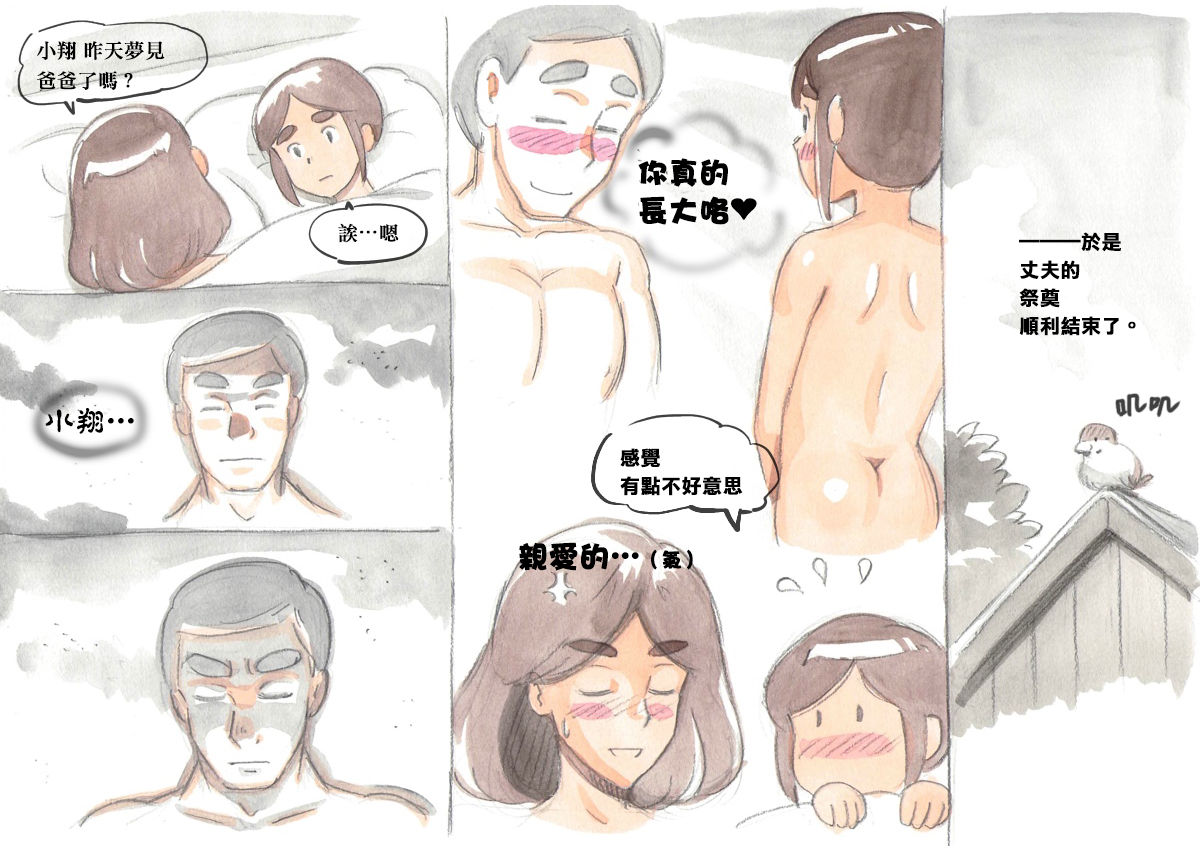 小翔 昨天夢見
爸爸了嗎？
誒…嗯
小翔…
你真的
長大咯♥
感覺
有點不好意思
親愛的…（氣）
———於是
丈夫的
祭奠
順利結束了。
叽叽